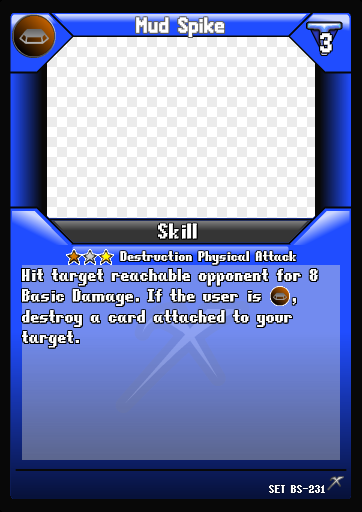 Mud Spike
3
Skill
Destruction Physical Attack
Hit target reachable opponent for 8
Basic Damage. If the user is ,
destroy a card attached to your
target.
SET BS-231